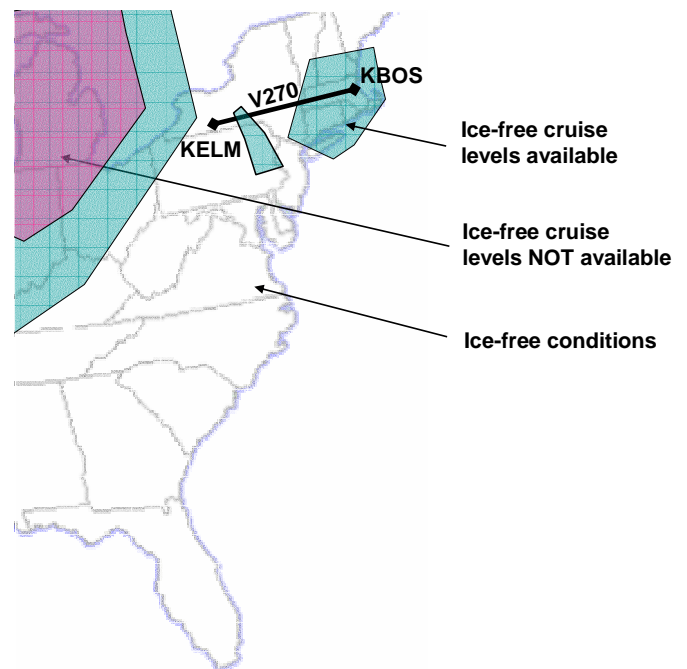 KBOS
V270
KELM
Ice-free cruise
levels available
Ice-free cruise
levels NOT available
Ice-free conditions